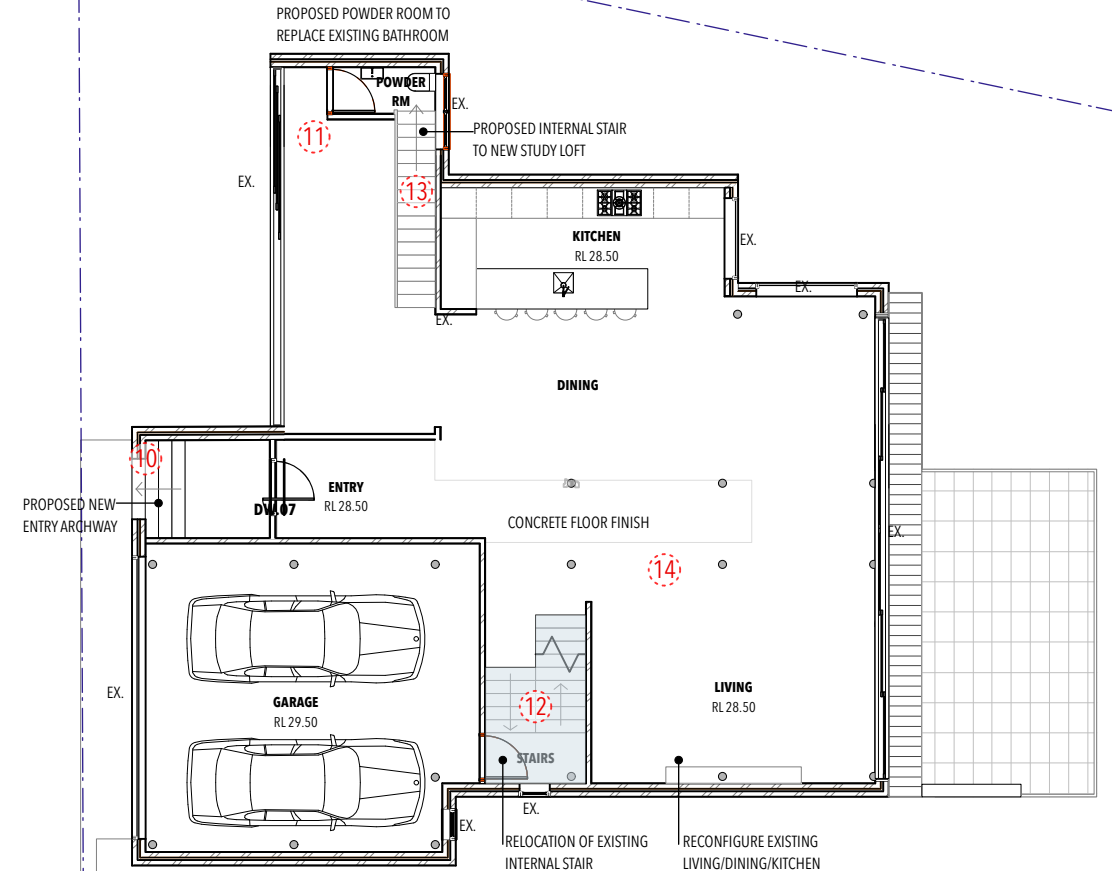 PROPOSED POWDER ROOM TO
REPLACE EXISTING BATHROOM
POWDER
RM
EX.
11
PROPOSED INTERNAL STAIR
TO NEW STUDY LOFT
EX.
13
KITCHEN
RL 28.50
EX.
EX.
EX.
DINING
10
ENTRY
RL 28.50
PROPOSED NEW
ENTRY ARCHWAY
DW.07
CONCRETE FLOOR FINISH
EX.
14
EX.
GARAGE
RL 29.50
12
LIVING
RL 28.50
STAIRS
EX.
EX.
RELOCATION OF EXISTING
INTERNAL STAIR
RECONFIGURE EXISTING
LIVING/DINING/KITCHEN